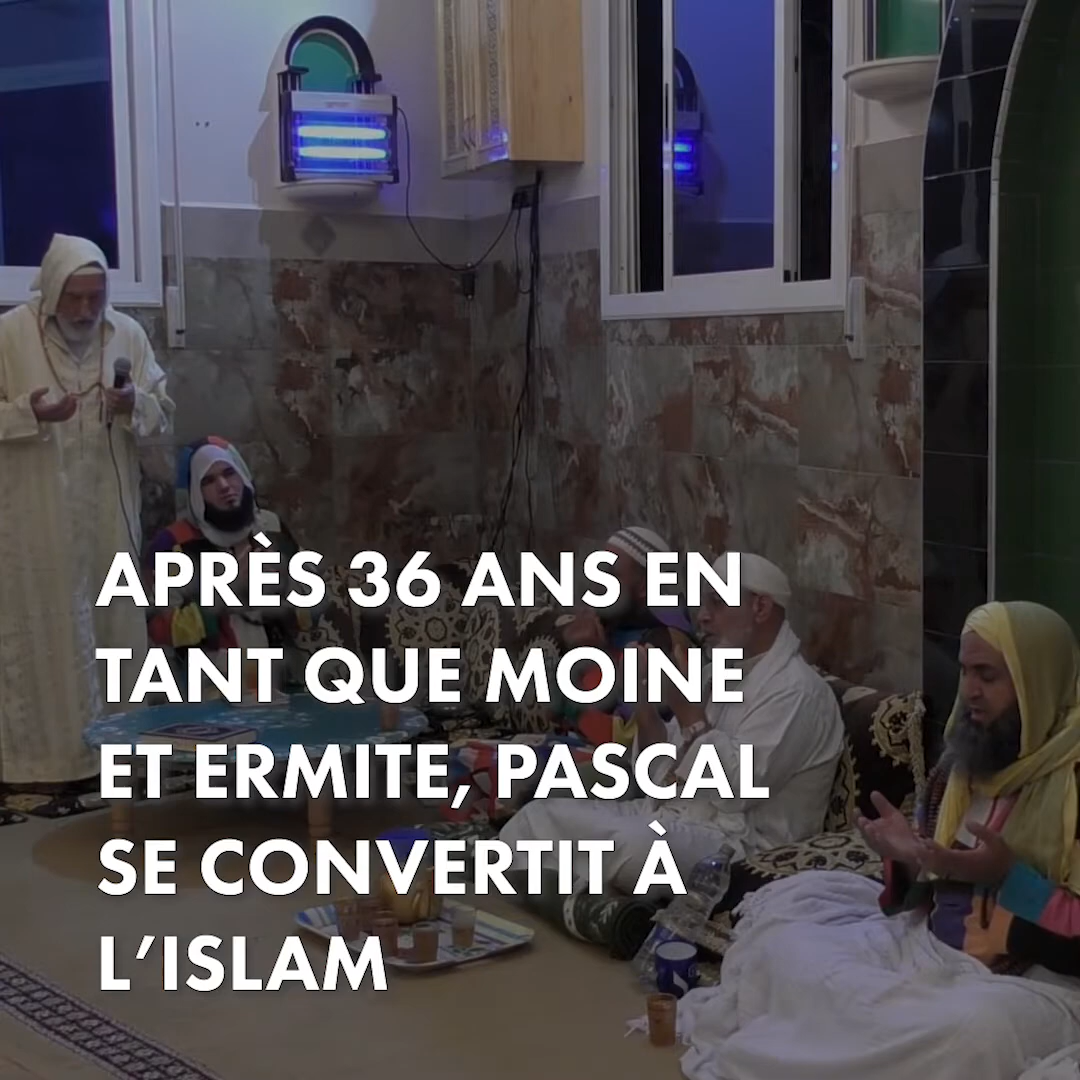 APRÈS 36 ANS EN
TANT QUE MOINE
ET ERMITE, PASCAL
SE CONVERTIT À
L’ISLAM